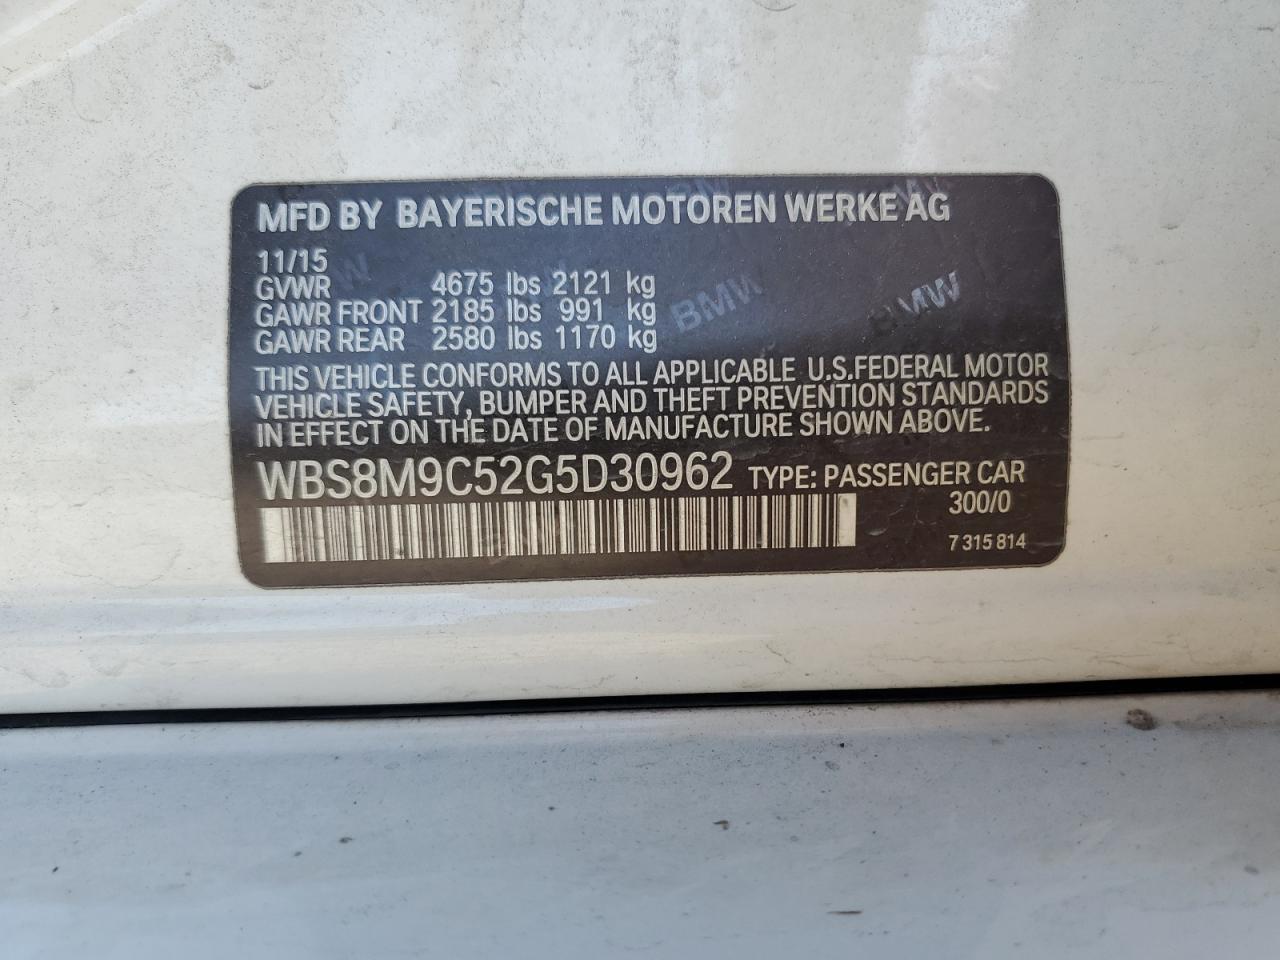 MFD BY BAYERISCHE MOTOREN WERKE AG
11/15
GVWR 4675 lbs 2121 kg
GAWR FRONT 2185 lbs 991 kg
GAWR REAR 2580 lbs 1170 kg
BMW BMW
THIS VEHICLE CONFORMS TO ALL APPLICABLE U.S.FEDERAL MOTOR
VEHICLE SAFETY, BUMPER AND THEFT PREVENTION STANDARDS
IN EFFECT ON THE DATE OF MANUFACTURE SHOWN ABOVE.
WBS8M9C52G5D30962 TYPE: PASSENGER CAR
300/0
7 315 814